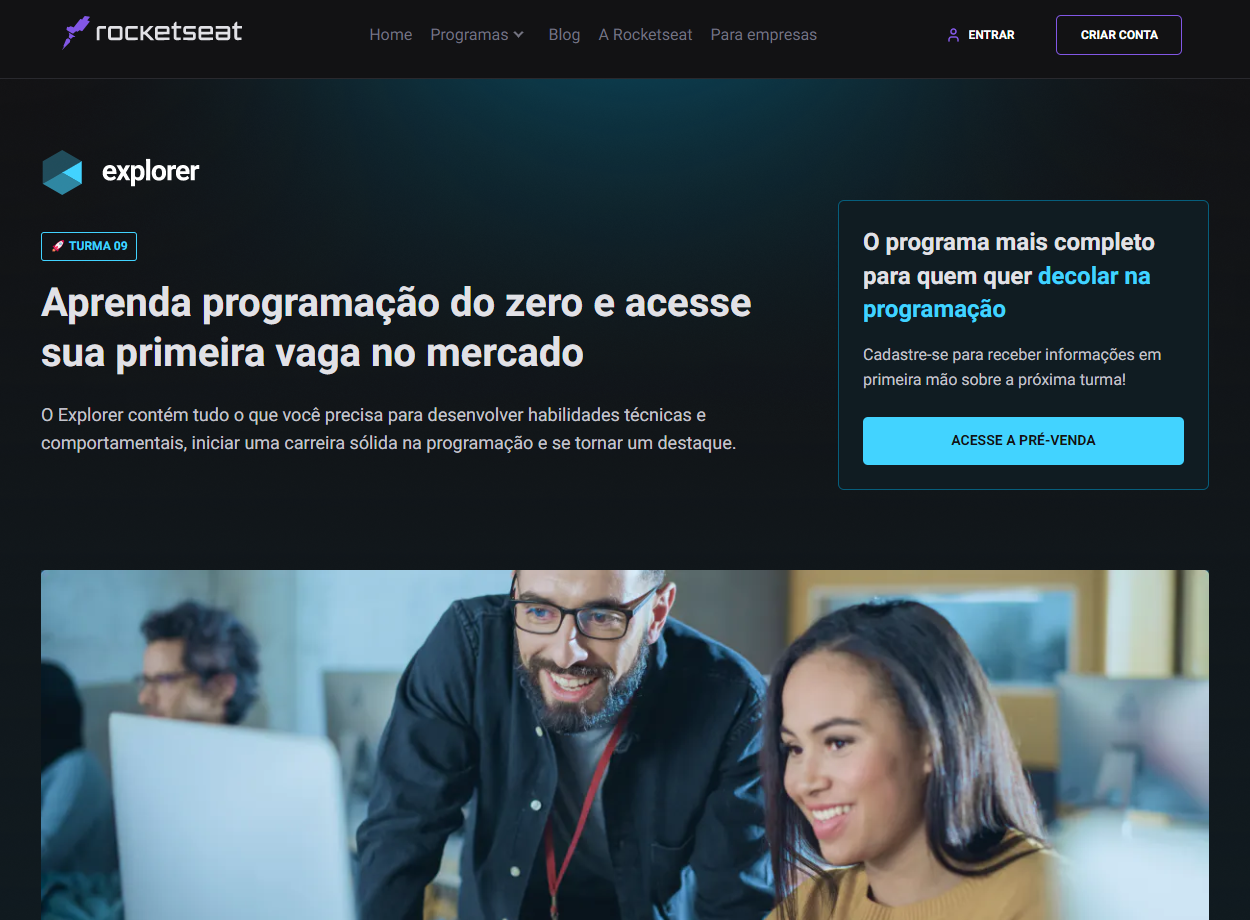 rocketseat
Home Programas Blog A Rocketseat Para empresas
ENTRAR
CRIAR CONTA
explorer
🚀 TURMA 09
Aprenda programação do zero e acesse
sua primeira vaga no mercado
O Explorer contém tudo o que você precisa para desenvolver habilidades técnicas e
comportamentais, iniciar uma carreira sólida na programação e se tornar um destaque.
O programa mais completo
para quem quer decolar na
programação
Cadastre-se para receber informações em
primeira mão sobre a próxima turma!
ACESSE A PRÉ-VENDA